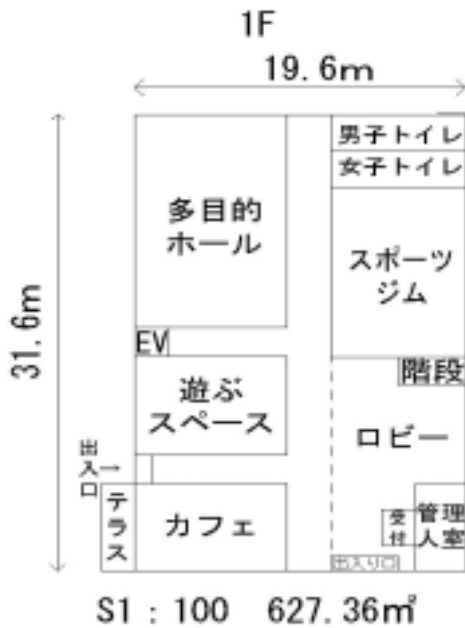 1F
19.6m
31.6m
男子トイレ
女子トイレ
多目的
ホール
スポーツ
ジム
EV
階段
遊ぶ
スペース
ロビー
出入口→
テラス
カフェ
受付
管理
人室
出入り口
S1 : 100 627.36㎡